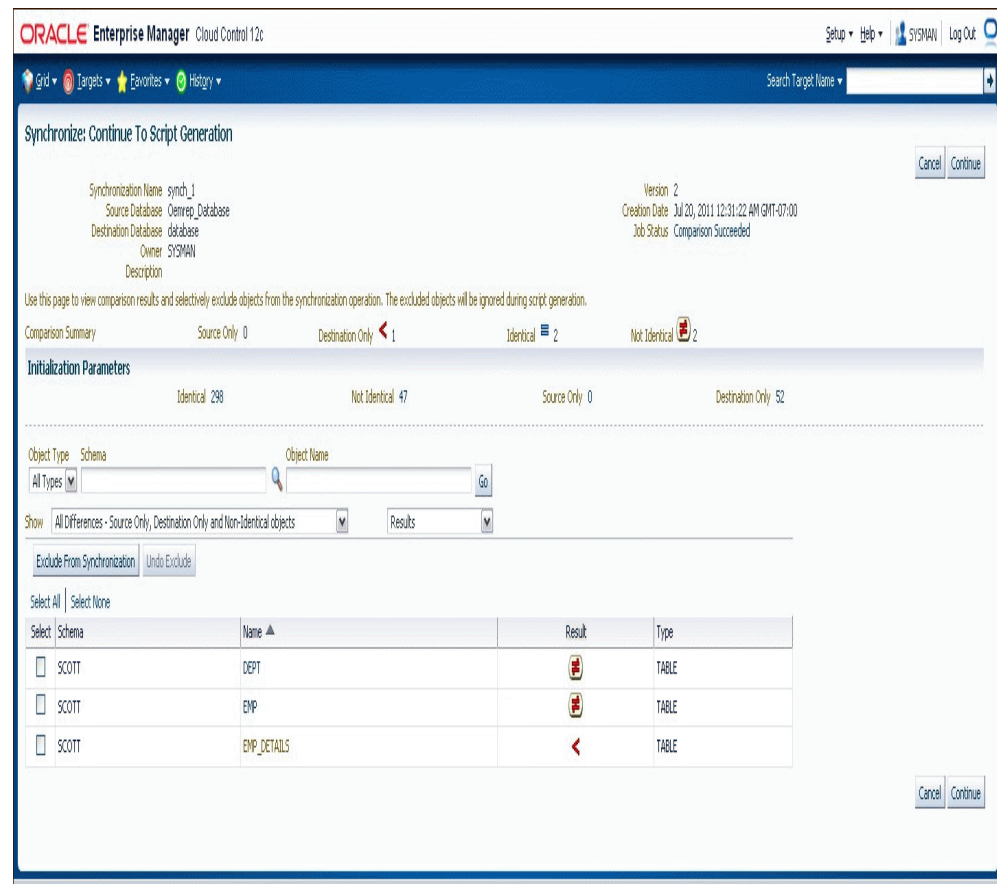 ORACLE Enterprise Manager Cloud Control 12c
Setup Help SYSMAN Log Out
Grid Targets Favorites History Search Target Name
Synchronize: Continue To Script Generation
Cancel Continue
Synchronization Name synch_1 Version 2
Source Database Oemrep_Database Creation Date Jul 20, 2011 12:31:22 AM GMT-07:00
Destination Database database Job Status Comparison Succeeded
Owner SYSMAN
Description
Use this page to view comparison results and selectively exclude objects from the synchronization operation. The excluded objects will be ignored during script generation.
Comparison Summary Source Only 0 Destination Only 1 Identical 2 Not Identical 2
Initialization Parameters
Identical 298 Not Identical 47 Source Only 0 Destination Only 52
Object Type Schema Object Name
All Types Go
Show All Differences - Source Only, Destination Only and Non-Identical objects Results
Exclude From Synchronization Undo Exclude
Select All Select None
Select Schema Name Result Type
SCOTT DEPT TABLE
SCOTT EMP TABLE
SCOTT EMP_DETAILS TABLE
Cancel Continue